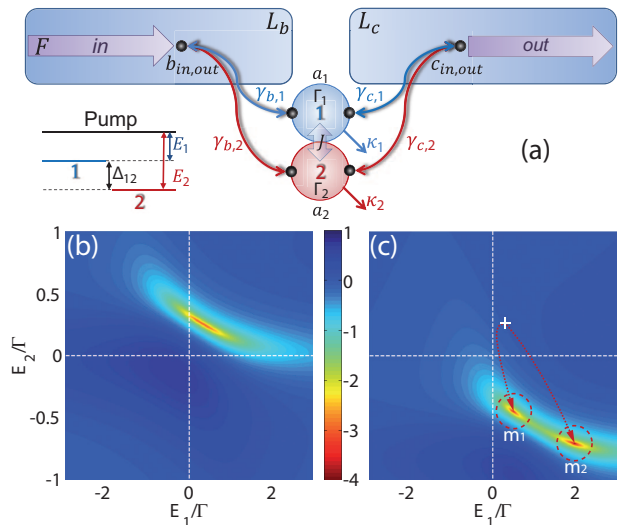 F in L_b L_c out
b_in,out a_1 c_in,out
γ_b,1 Γ_1 γ_c,1
1
Pump γ_b,2 J κ_1 γ_c,2 (a)
E_1
1 Δ_12 E_2 2
2 Γ_2
a_2 κ_2
(b) (c)
1 1
0.5 0
E_2/Γ 0 -1
-2
-0.5 -3 m_1 m_2
-1 -4
-2 0 2 -2 0 2
E_1/Γ E_1/Γ